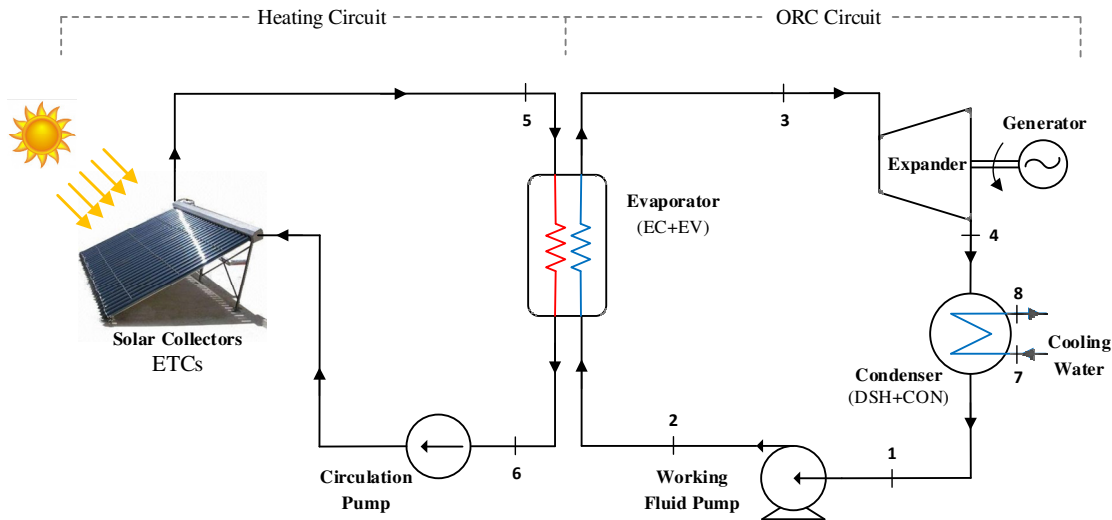 Heating Circuit
ORC Circuit
5
3
Generator
Expander
Evaporator
(EC+EV)
4
8
Cooling
Water
7
Solar Collectors
ETCs
Condenser
(DSH+CON)
2
1
6
Circulation
Pump
Working
Fluid Pump